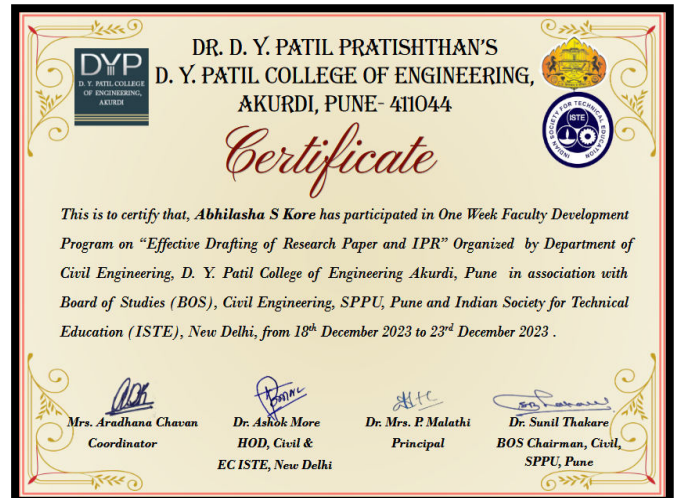 DR. D. Y. PATIL PRATISHTHAN'S
D. Y. PATIL COLLEGE OF ENGINEERING,
AKURDI, PUNE- 411044
DYP
D. Y. PATIL COLLEGE
OF ENGINEERING,
AKURDI
INDIAN SOCIETY FOR TECHNICAL EDUCATION
ISTE
Certificate
This is to certify that, Abhilasha S Kore has participated in One Week Faculty Development
Program on “Effective Drafting of Research Paper and IPR” Organized by Department of
Civil Engineering, D. Y. Patil College of Engineering Akurdi, Pune in association with
Board of Studies (BOS), Civil Engineering, SPPU, Pune and Indian Society for Technical
Education (ISTE), New Delhi, from 18th December 2023 to 23rd December 2023 .
Mrs. Aradhana Chavan
Coordinator
Dr. Ashok More
HOD, Civil &
EC ISTE, New Delhi
Dr. Mrs. P. Malathi
Principal
Dr. Sunil Thakare
BOS Chairman, Civil,
SPPU, Pune